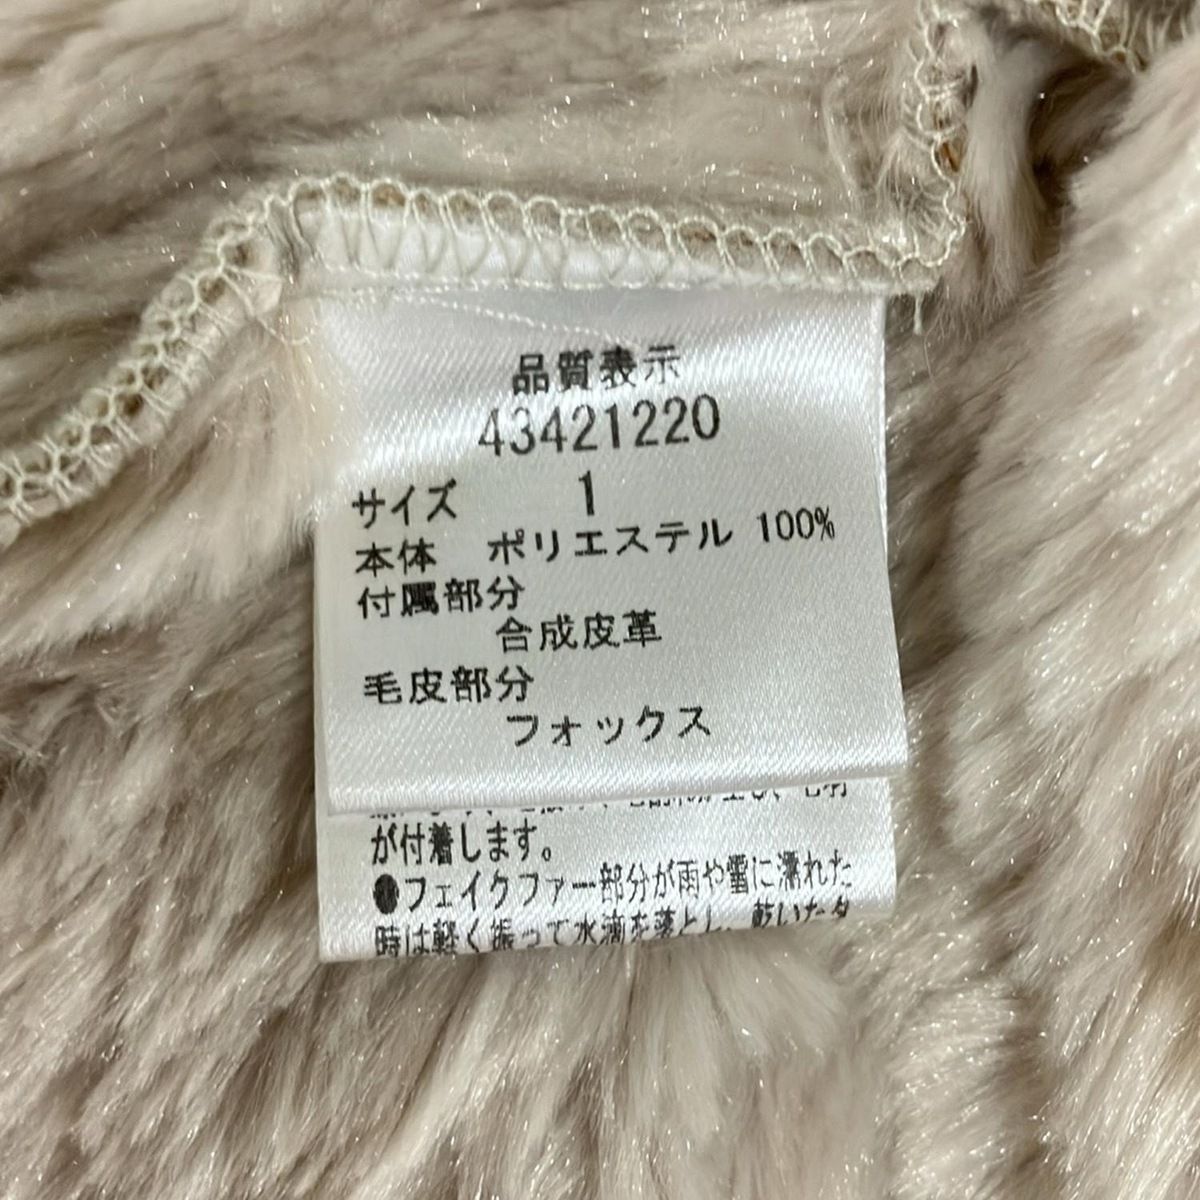 品質表示
43421220
サイズ 1
本体 ポリエステル 100%
付属部分
合成皮革
毛皮部分
フォックス
が付着します。
●フェイクファー部分が雨や雪に濡れた
時は軽く振って水滴を落とし、乾いたタ